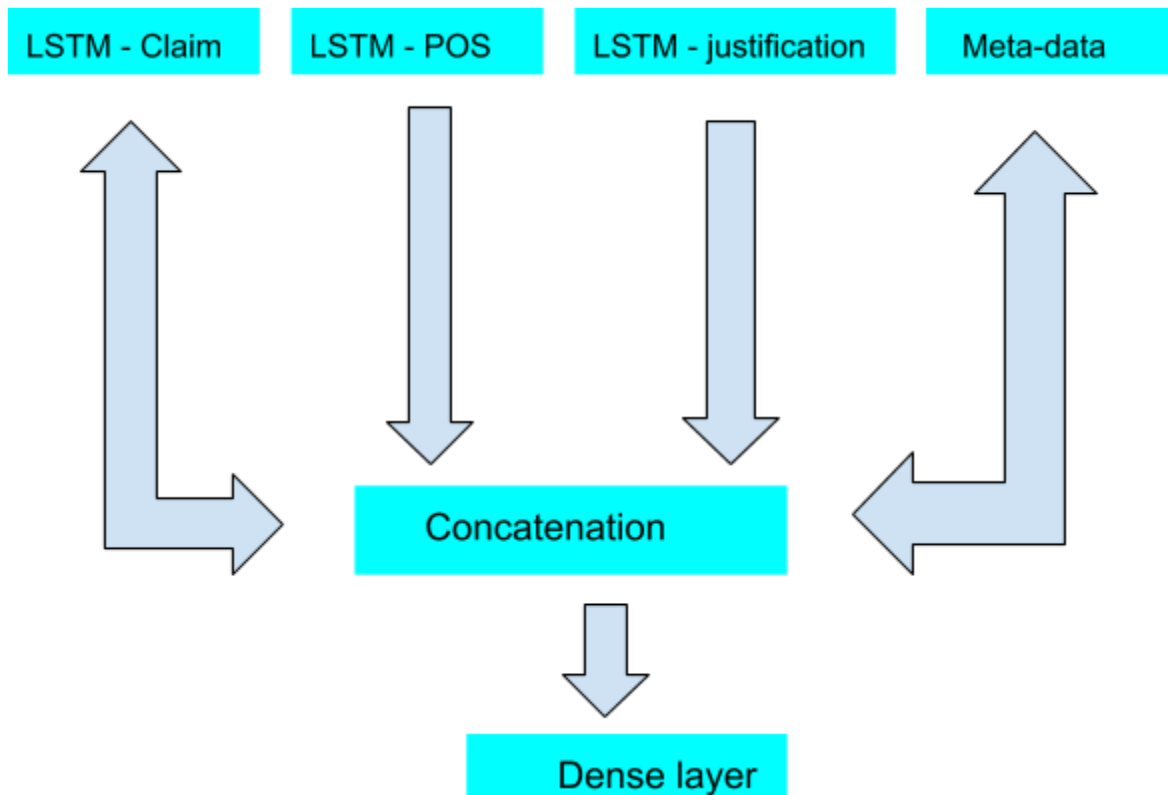 LSTM - Claim
LSTM - POS
LSTM - justification
Meta-data
Concatenation
Dense layer